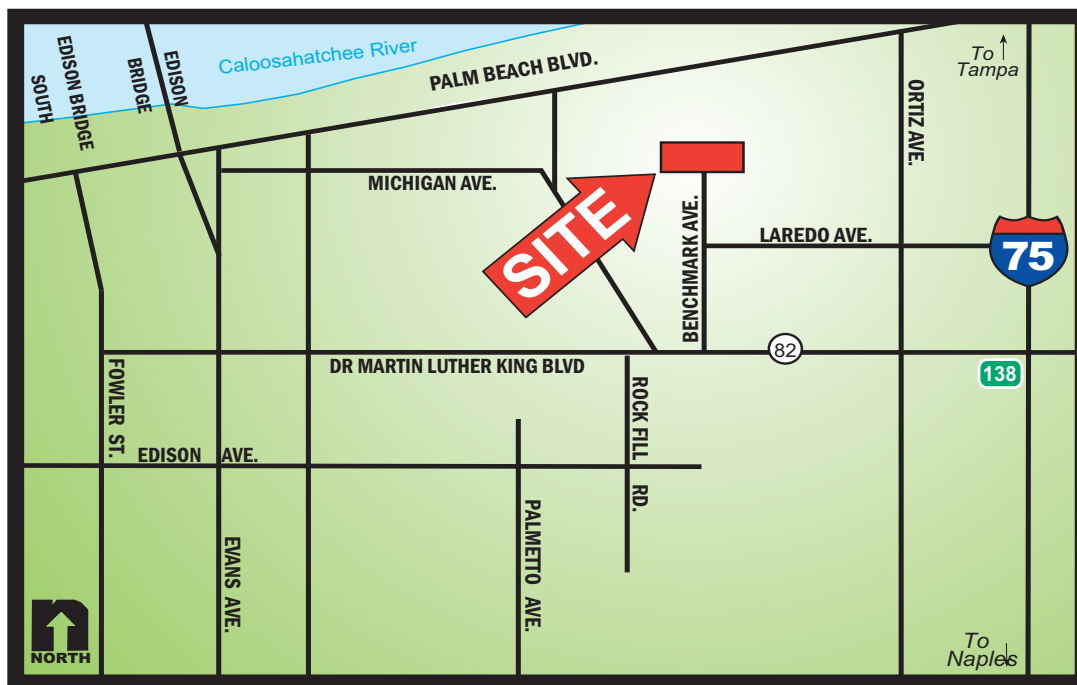 Caloosahatchee River
EDISON
BRIDGE
EDISON BRIDGE
SOUTH
PALM BEACH BLVD.
To
Tampa
ORTIZ AVE.
MICHIGAN AVE.
SITE
BENCHMARK AVE.
LAREDO AVE.
75
82
138
DR MARTIN LUTHER KING BLVD
FOWLER ST.
ROCK FILL RD.
EDISON AVE.
EVANS AVE.
PALMETTO AVE.
n
NORTH
To
Naples